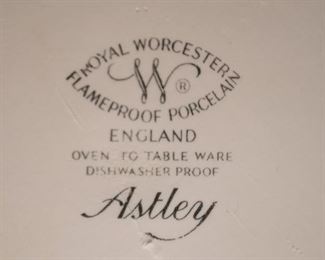 ROYAL WORCESTER
W ®
FLAMEPROOF PORCELAIN
ENGLAND
OVEN TO TABLE WARE
DISHWASHER PROOF
Astley